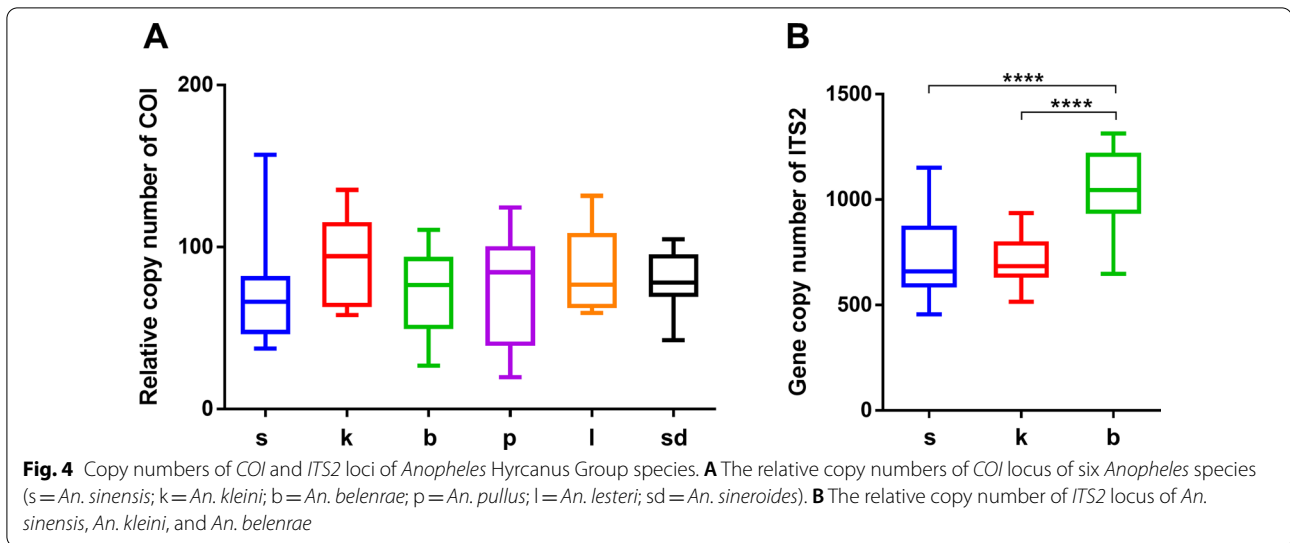 A
Relative copy number of COI
200
100
0
s k b p l sd
B
Gene copy number of ITS2
1500
1000
500
0
****
****
s k b
Fig. 4 Copy numbers of COI and ITS2 loci of Anopheles Hyrcanus Group species. A The relative copy numbers of COI locus of six Anopheles species
(s = An. sinensis; k = An. kleini; b = An. belenrae; p = An. pullus; l = An. lesteri; sd = An. sineroides). B The relative copy number of ITS2 locus of An.
sinensis, An. kleini, and An. belenrae